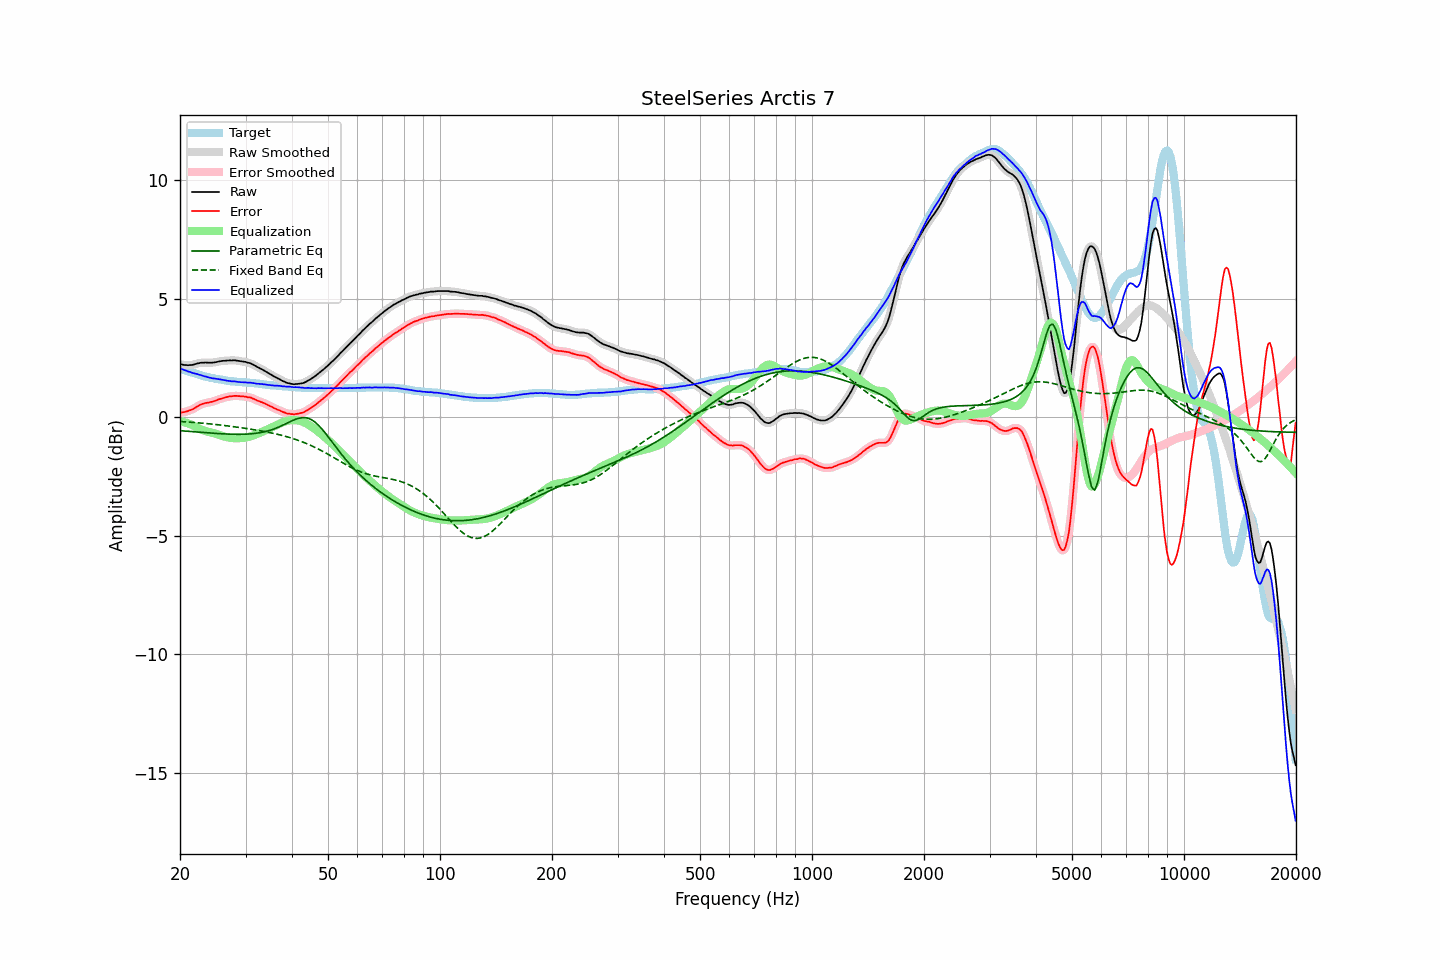 SteelSeries Arctis 7
Target
Raw Smoothed
Error Smoothed
Raw
Error
Equalization
Parametric Eq
Fixed Band Eq
Equalized
10
5
0
−5
−10
−15
Amplitude (dBr)
20 50 100 200 500 1000 2000 5000 10000 20000
Frequency (Hz)